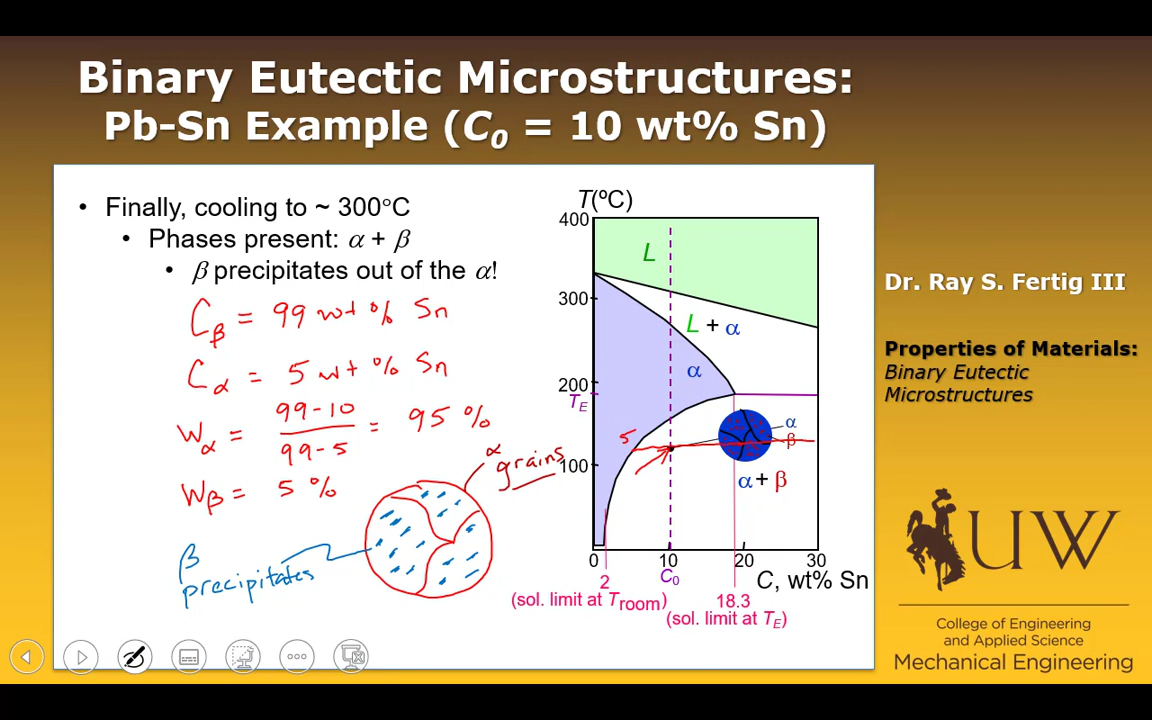 Binary Eutectic Microstructures:
Pb-Sn Example (C0 = 10 wt% Sn)
• Finally, cooling to ~ 300°C
• Phases present: α + β
• β precipitates out of the α!
Cβ = 99 wt % Sn
Cα = 5 wt % Sn
Wα = 99-10 / 99-5 = 95 %
Wβ = 5 %
α grains
β
precipitates
T(ºC)
400
300
200
TE
100
L
L + α
α
5
α
β
α+ β
0
10
20
30
C0
C, wt% Sn
2
(sol. limit at Troom)
18.3
(sol. limit at TE)
Dr. Ray S. Fertig III
Properties of Materials:
Binary Eutectic
Microstructures
UW
College of Engineering
and Applied Science
Mechanical Engineering